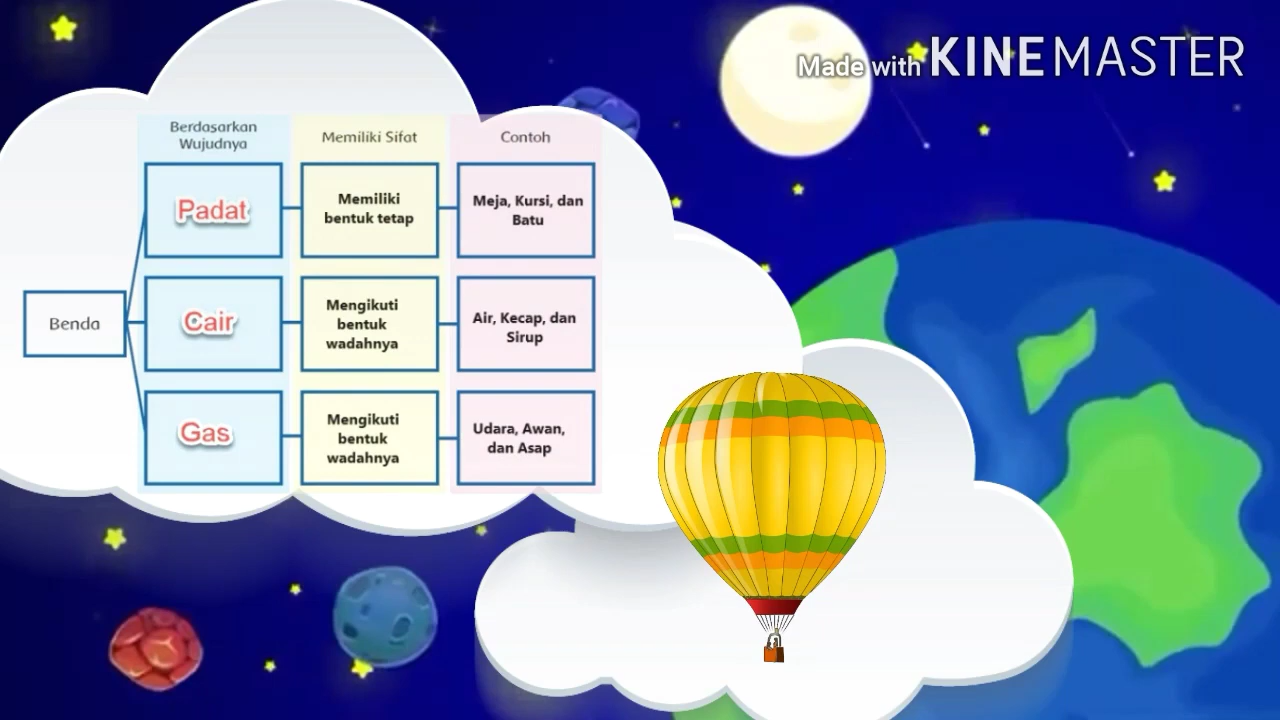 Made with KINEMASTER
Berdasarkan
Wujudnya
Memiliki Sifat
Contoh
Benda
Padat
Memiliki
bentuk tetap
Meja, Kursi, dan
Batu
Cair
Mengikuti
bentuk
wadahnya
Air, Kecap, dan
Sirup
Gas
Mengikuti
bentuk
wadahnya
Udara, Awan,
dan Asap